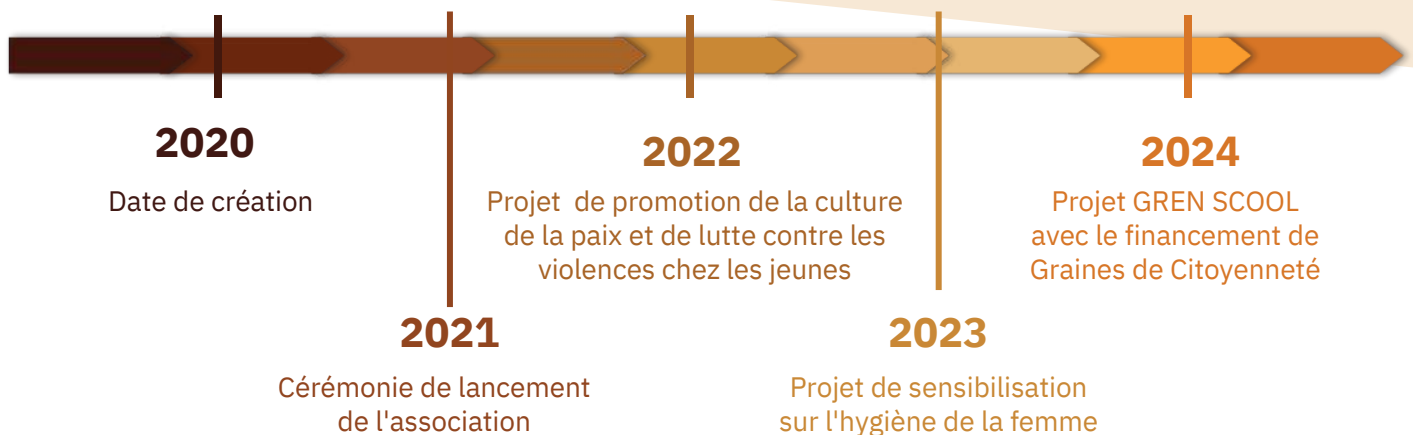 2020
Date de création
2021
Cérémonie de lancement
de l'association
2022
Projet de promotion de la culture
de la paix et de lutte contre les
violences chez les jeunes
2023
Projet de sensibilisation
sur l'hygiène de la femme
2024
Projet GREN SCOOL
avec le financement de
Graines de Citoyenneté